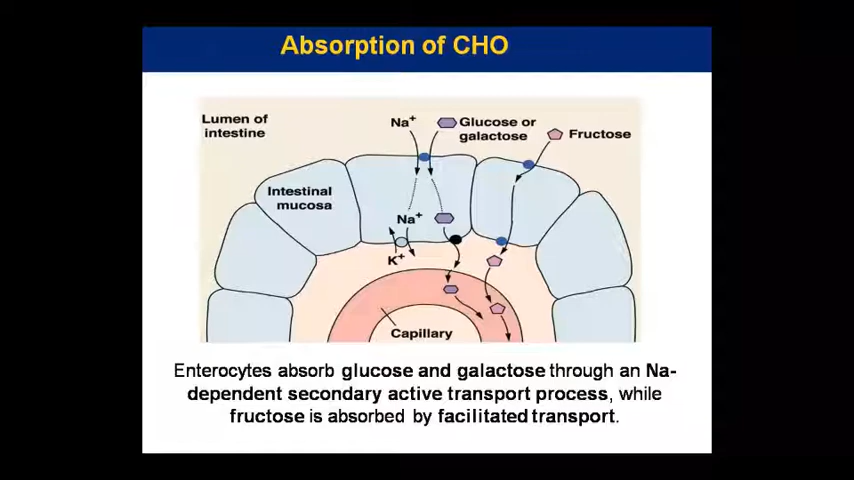 Absorption of CHO
Lumen of
intestine
Na+
Glucose or
galactose
Fructose
Intestinal
mucosa
Na+
K+
Capillary
Enterocytes absorb glucose and galactose through an Na-
dependent secondary active transport process, while
fructose is absorbed by facilitated transport.